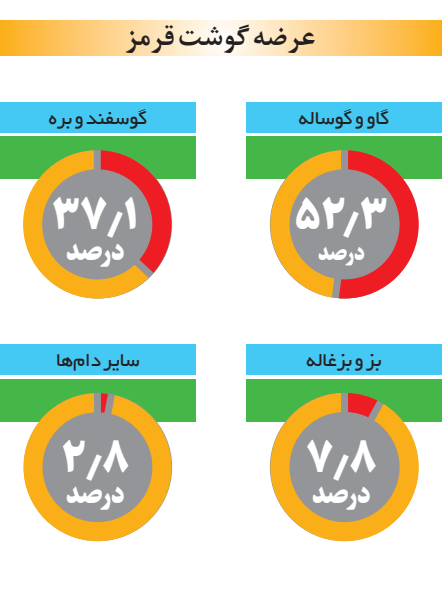 عرضه گوشت قرمز
گاو و گوساله
۵۲٫۳
درصد
گوسفند و بره
۳۷٫۱
درصد
بز و بزغاله
۷٫۸
درصد
سایر دام‌ها
۲٫۸
درصد